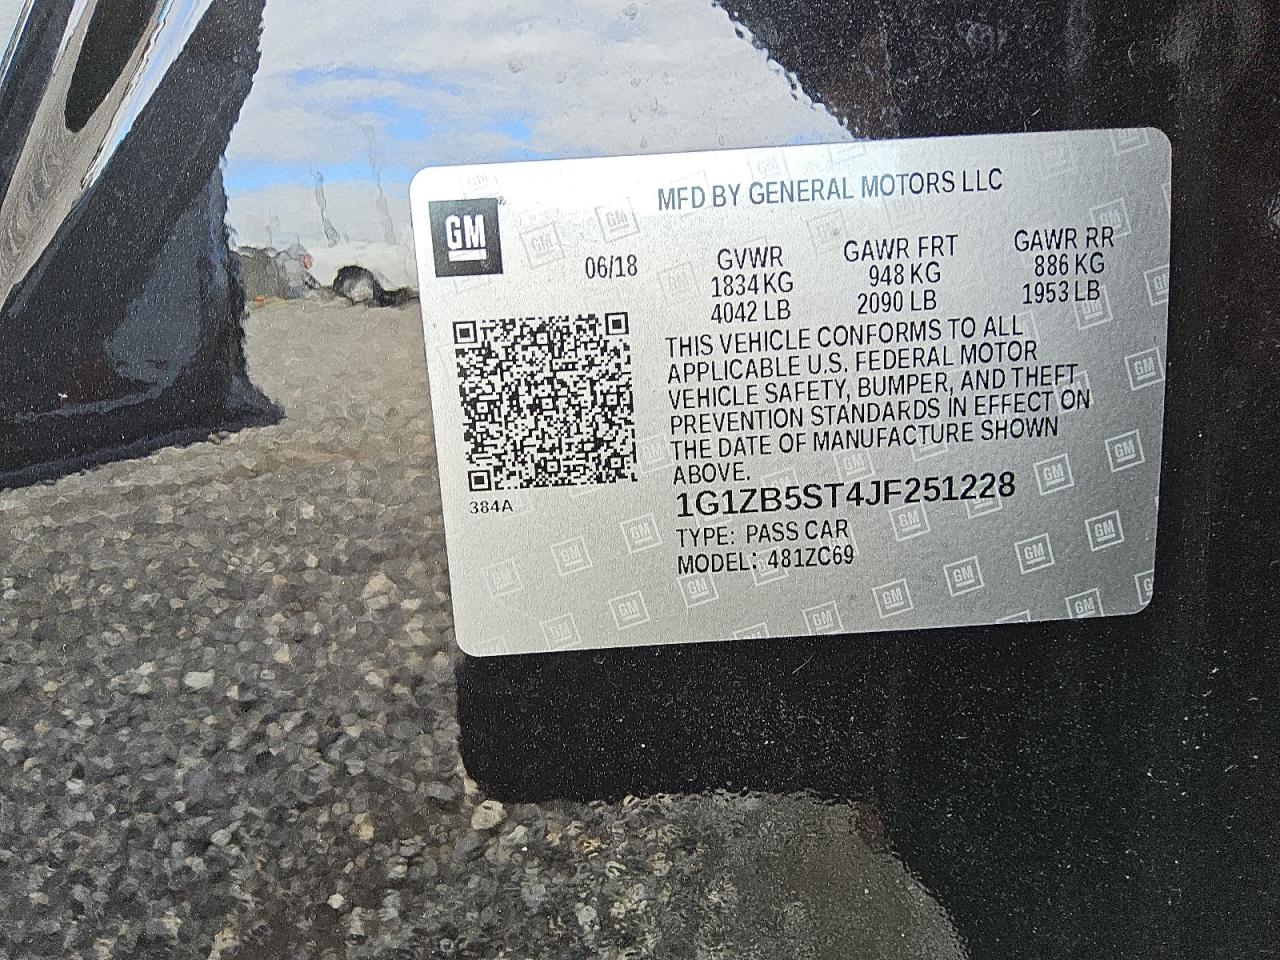 MFD BY GENERAL MOTORS LLC
GM
06/18
GVWR
1834 KG
4042 LB
GAWR FRT
948 KG
2090 LB
GAWR RR
886 KG
1953 LB
THIS VEHICLE CONFORMS TO ALL
APPLICABLE U.S. FEDERAL MOTOR
VEHICLE SAFETY, BUMPER, AND THEFT
PREVENTION STANDARDS IN EFFECT ON
THE DATE OF MANUFACTURE SHOWN
ABOVE.
384A
1G1ZB5ST4JF251228
TYPE: PASS CAR
MODEL: 481ZC69